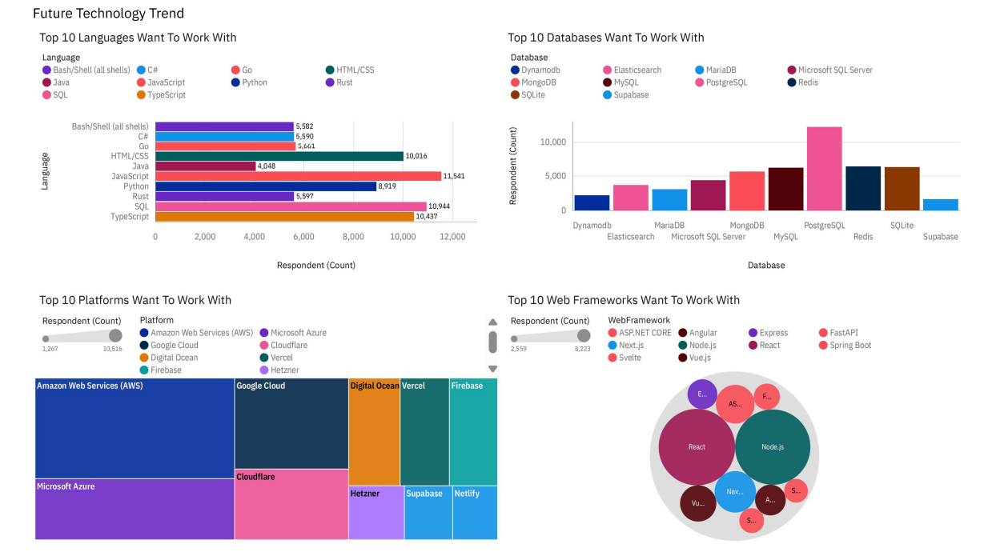 Future Technology Trend
Top 10 Languages Want To Work With
Language
Bash/Shell (all shells) C# Go HTML/CSS
Java JavaScript Python Rust
SQL TypeScript
Language
Bash/Shell (all shells) 5,582
C# 5,590
Go 5,661
HTML/CSS 10,016
Java 4,048
JavaScript 11,541
Python 8,919
Rust 5,597
SQL 10,944
TypeScript 10,437
0 2,000 4,000 6,000 8,000 10,000 12,000
Respondent (Count)
Top 10 Databases Want To Work With
Database
Dynamodb Elasticsearch MariaDB Microsoft SQL Server
MongoDB MySQL PostgreSQL Redis
SQLite Supabase
Respondent (Count)
10,000
5,000
0
Dynamodb MariaDB MongoDB PostgreSQL SQLite
Elasticsearch Microsoft SQL Server MySQL Redis Supabase
Database
Top 10 Platforms Want To Work With
Respondent (Count)
1,267 10,516
Platform
Amazon Web Services (AWS) Microsoft Azure
Google Cloud Cloudflare
Digital Ocean Vercel
Firebase Hetzner
Amazon Web Services (AWS) Google Cloud Digital Ocean Vercel Firebase
Cloudflare
Microsoft Azure
Hetzner Supabase Netlify
Top 10 Web Frameworks Want To Work With
Respondent (Count)
2,559 8,223
WebFramework
ASP.NET CORE Angular Express FastAPI
Next.js Node.js React Spring Boot
Svelte Vue.js
E... AS... F...
React Node.js
Nex... S...
Vu... A...
S...